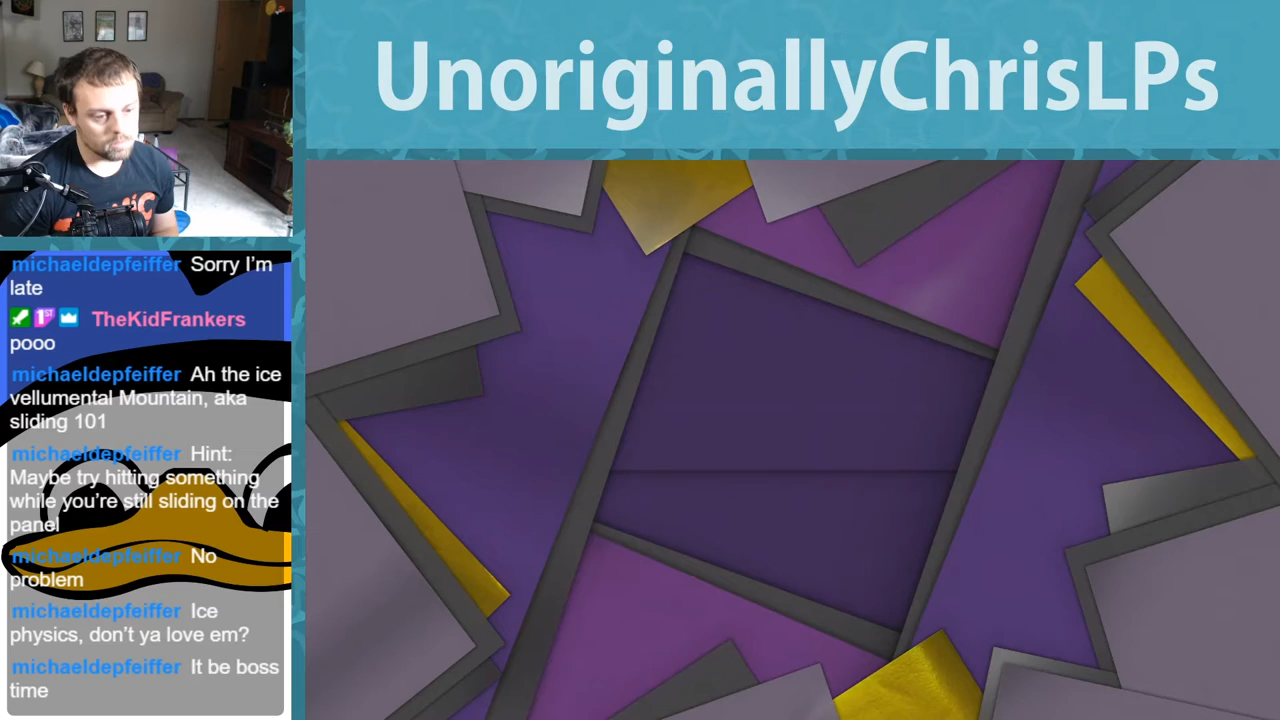 UnoriginallyChrisLPs
michaeldepfeiffer Sorry I’m
late
1ST TheKidFrankers
pooo
michaeldepfeiffer Ah the ice
vellumental Mountain, aka
sliding 101
michaeldepfeiffer Hint:
Maybe try hitting something
while you’re still sliding on the
panel
michaeldepfeiffer No
problem
michaeldepfeiffer Ice
physics, don’t ya love em?
michaeldepfeiffer It be boss
time